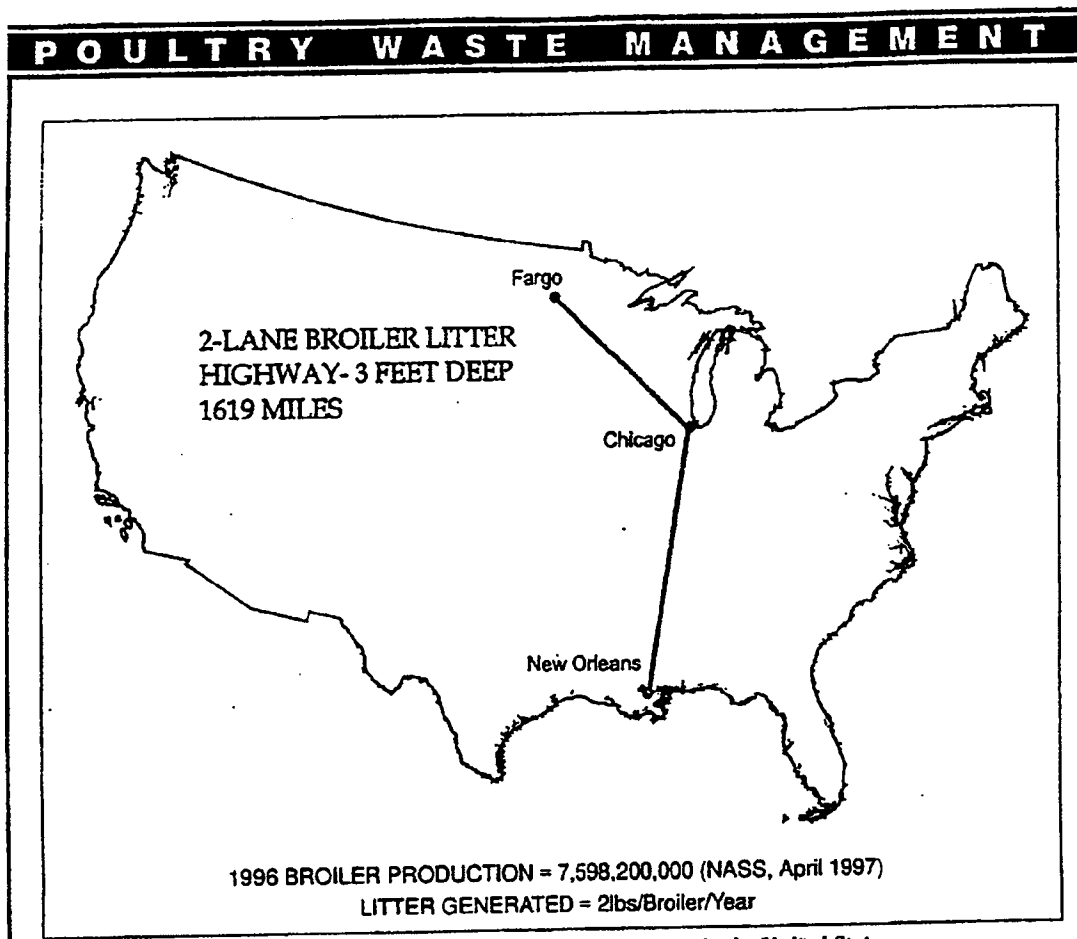 POULTRY WASTE MANAGEMENT
Fargo
2-LANE BROILER LITTER
HIGHWAY- 3 FEET DEEP
1619 MILES
Chicago
New Orleans
1996 BROILER PRODUCTION = 7,598,200,000 (NASS, April 1997)
LITTER GENERATED = 2lbs/Broiler/Year